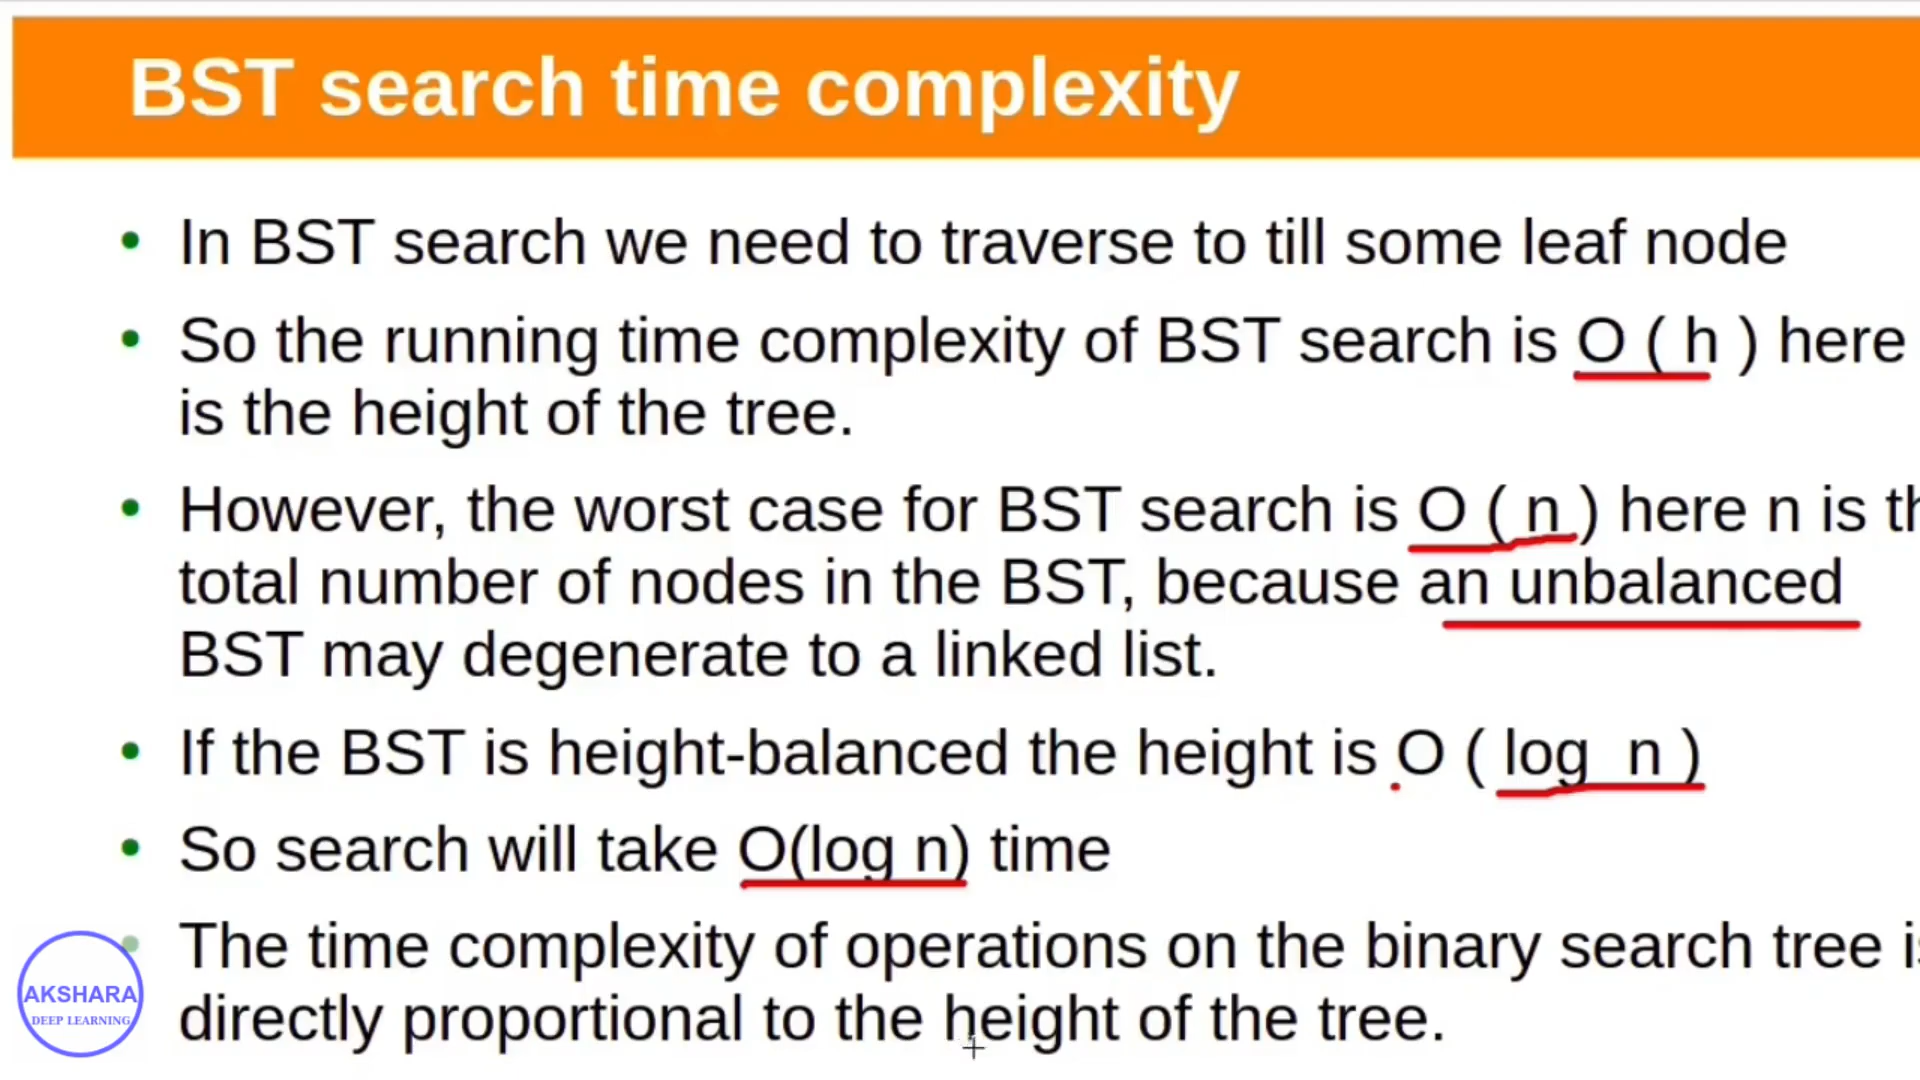 BST search time complexity
• In BST search we need to traverse to till some leaf node
• So the running time complexity of BST search is O ( h ) here
is the height of the tree.
• However, the worst case for BST search is O ( n ) here n is th
total number of nodes in the BST, because an unbalanced
BST may degenerate to a linked list.
• If the BST is height-balanced the height is O ( log n )
• So search will take O(log n) time
• The time complexity of operations on the binary search tree is
directly proportional to the height of the tree.
AKSHARA
DEEP LEARNING